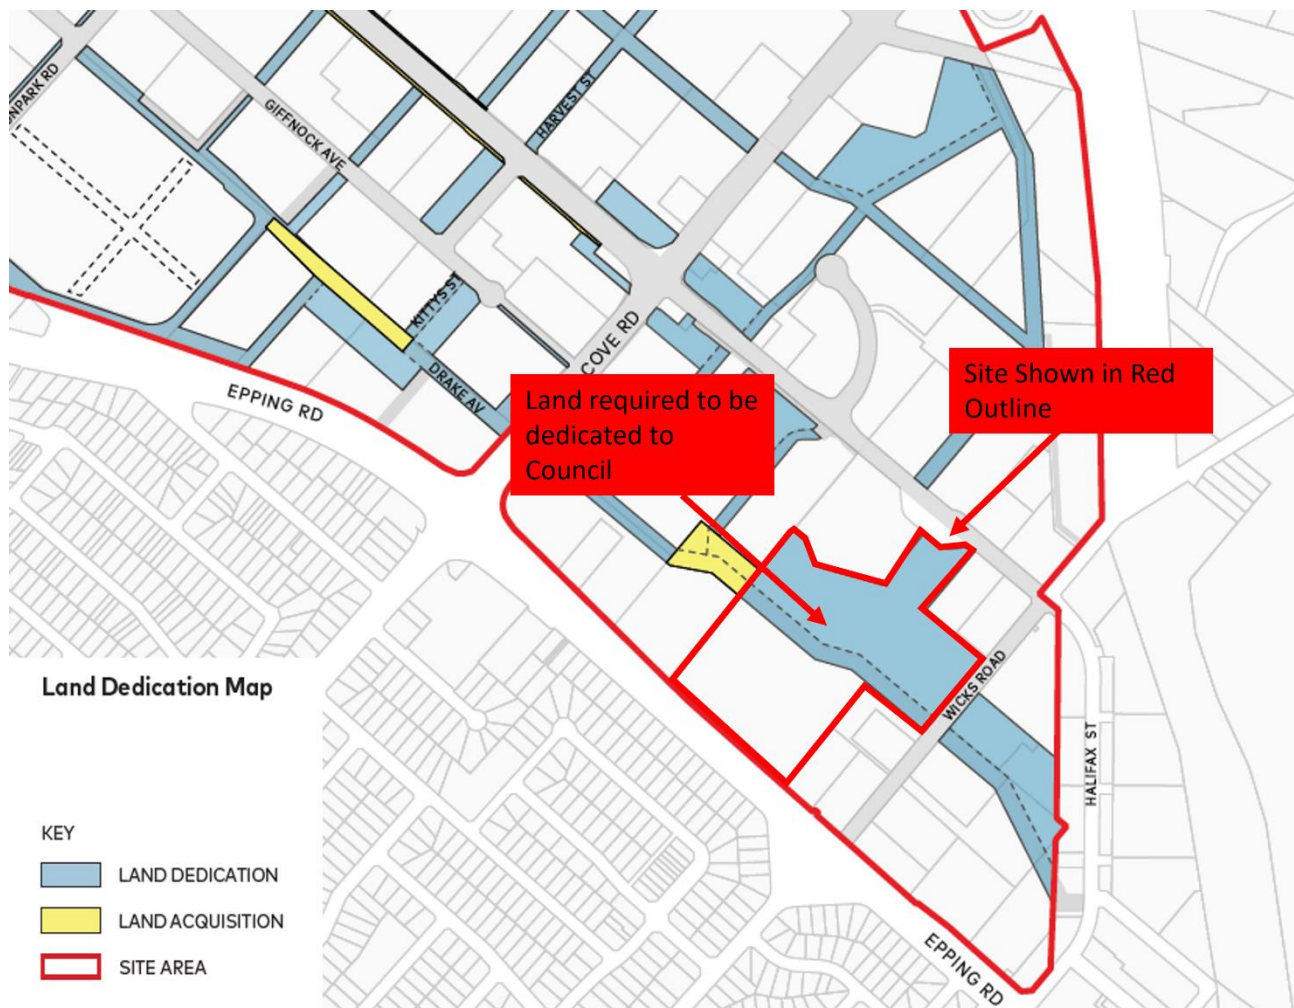 NPARK RD
GIFFNOCK AVE
HARVEST ST
KITTYS ST
COVE RD
DRAKE AV
EPPING RD
Land required to be
dedicated to
Council
Site Shown in Red
Outline
WICKS ROAD
HALIFAX ST
EPPING RD
Land Dedication Map
KEY
LAND DEDICATION
LAND ACQUISITION
SITE AREA